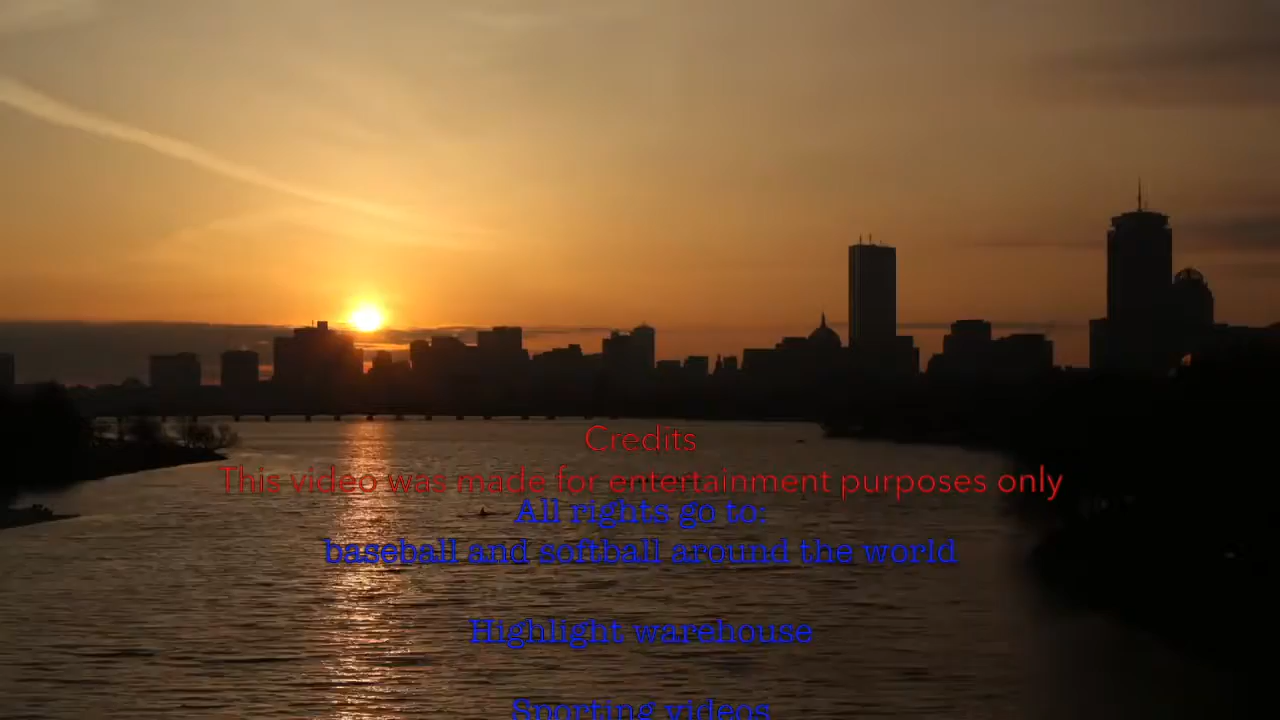 Credits
This video was made for entertainment purposes only
All rights go to:
baseball and softball around the world
Highlight warehouse
Sporting videos